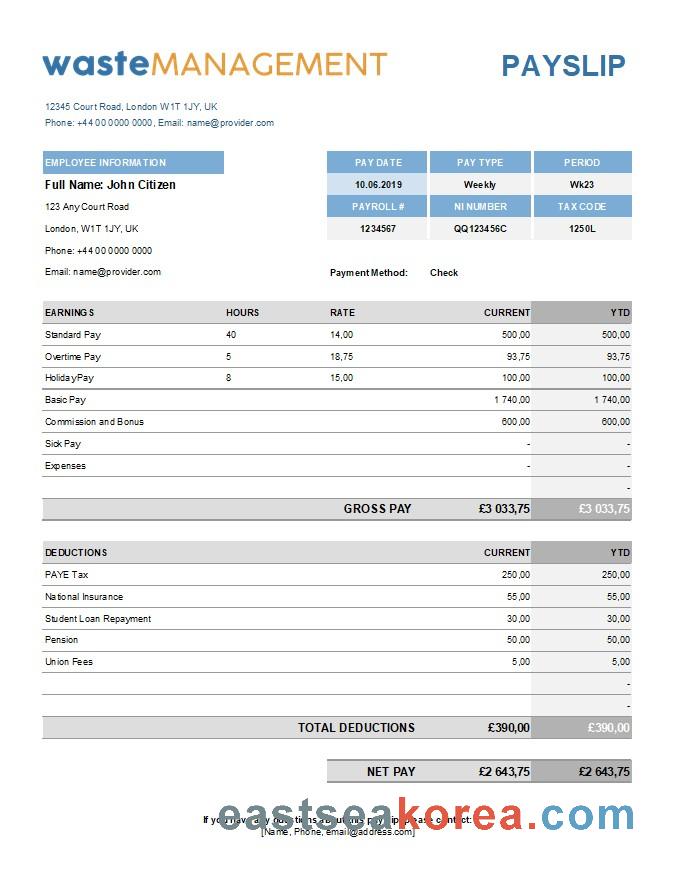 wasteMANAGEMENT PAYSLIP
12345 Court Road, London W1T 1JY, UK
Phone: +44 00 0000 0000, Email: name@provider.com
EMPLOYEE INFORMATION PAY DATE PAY TYPE PERIOD
Full Name: John Citizen 10.06.2019 Weekly Wk23
123 Any Court Road PAYROLL # NI NUMBER TAX CODE
London, W1T 1JY, UK 1234567 QQ123456C 1250L
Phone: +44 00 0000 0000
Email: name@provider.com Payment Method: Check
EARNINGS HOURS RATE CURRENT YTD
Standard Pay 40 14,00 500,00 500,00
Overtime Pay 5 18,75 93,75 93,75
Holiday Pay 8 15,00 100,00 100,00
Basic Pay 1 740,00 1 740,00
Commission and Bonus 600,00 600,00
Sick Pay - -
Expenses - -
-
GROSS PAY £3 033,75 £3 033,75
DEDUCTIONS CURRENT YTD
PAYE Tax 250,00 250,00
National Insurance 55,00 55,00
Student Loan Repayment 30,00 30,00
Pension 50,00 50,00
Union Fees 5,00 5,00
-
-
TOTAL DEDUCTIONS £390,00 £390,00
NET PAY £2 643,75 £2 643,75
If you have any questions about this payslip, please contact:
[Name, Phone, email@address.com]
eastseakorea.com